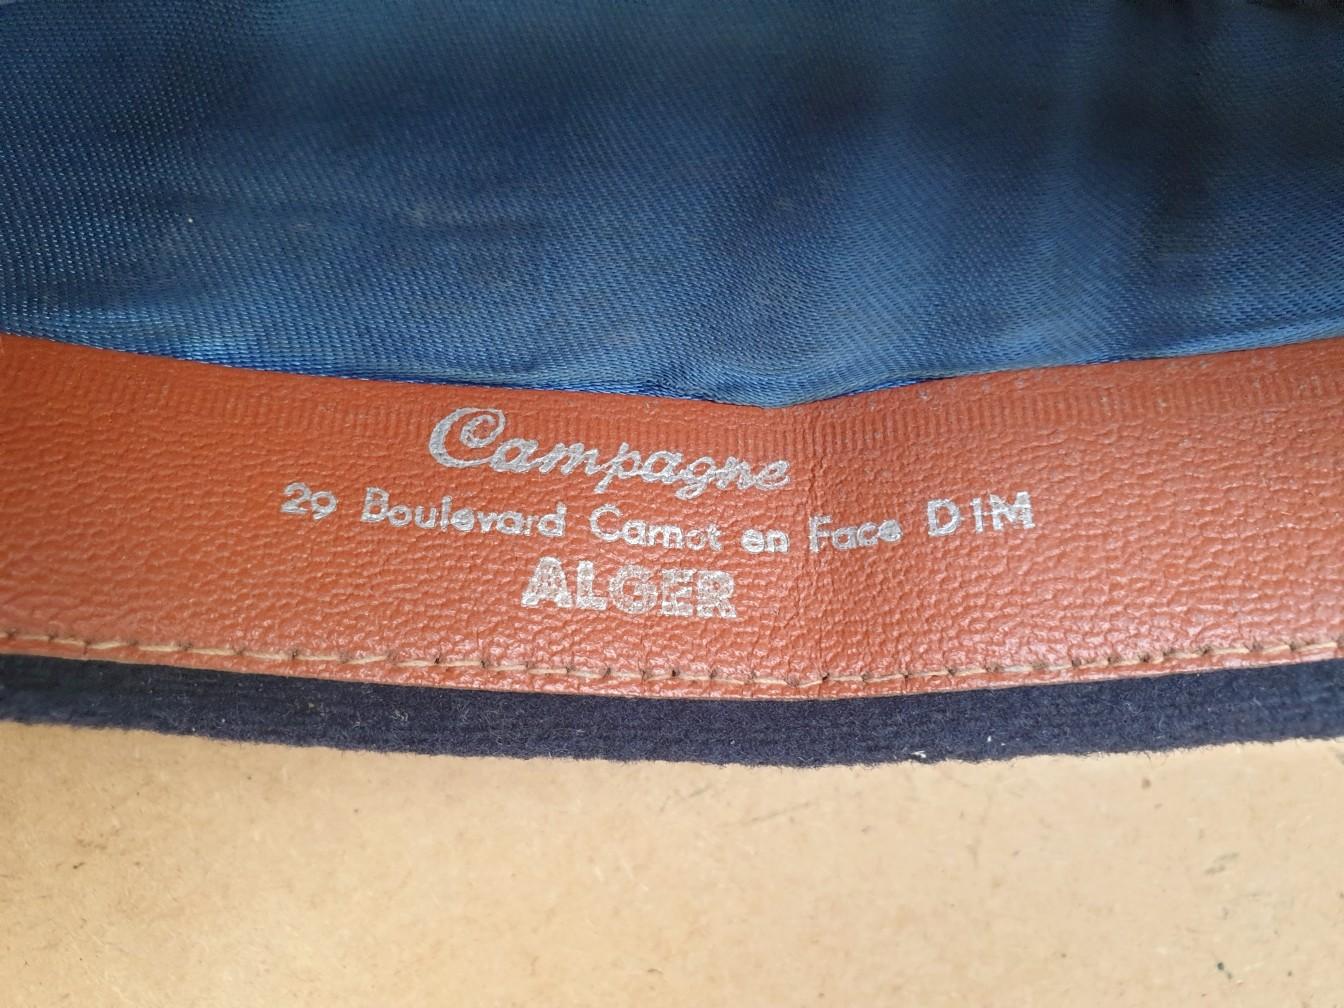 Campagne
29 Boulevard Carnot en Face D1M
ALGER